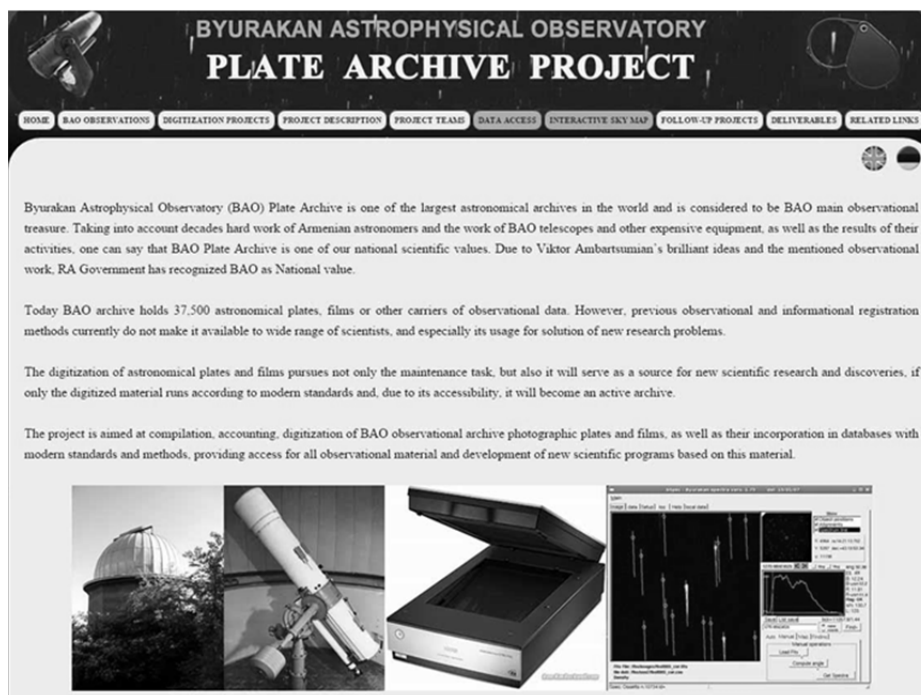 BYURAKAN ASTROPHYSICAL OBSERVATORY
PLATE ARCHIVE PROJECT
HOME BAO OBSERVATIONS DIGITIZATION PROJECTS PROJECT DESCRIPTION PROJECT TEAMS DATA ACCESS INTERACTIVE SKY MAP FOLLOW-UP PROJECTS DELIVERABLES RELATED LINKS
Byurakan Astrophysical Observatory (BAO) Plate Archive is one of the largest astronomical archives in the world and is considered to be BAO main observational
treasure. Taking into account decades hard work of Armenian astronomers and the work of BAO telescopes and other expensive equipment, as well as the results of their
activities, one can say that BAO Plate Archive is one of our national scientific values. Due to Viktor Ambartsumian's brilliant ideas and the mentioned observational
work, RA Government has recognized BAO as National value.
Today BAO archive holds 37,500 astronomical plates, films or other carriers of observational data. However, previous observational and informational registration
methods currently do not make it available to wide range of scientists, and especially its usage for solution of new research problems.
The digitization of astronomical plates and films pursues not only the maintenance task, but also it will serve as a source for new scientific research and discoveries, if
only the digitized material runs according to modern standards and, due to its accessibility, it will become an active archive.
The project is aimed at compilation, accounting, digitization of BAO observational archive photographic plates and films, as well as their incorporation in databases with
modern standards and methods, providing access for all observational material and development of new scientific programs based on this material.
Manual operations
Compute angle
Get Spectra